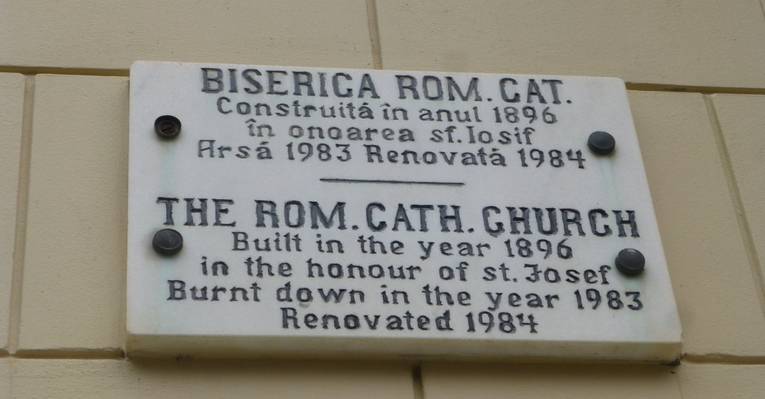 BISERICA ROM. CAT.
Construită în anul 1896
în onoarea sf. Iosif
Arsă 1983 Renovată 1984
THE ROM. CATH. CHURCH
Built in the year 1896
in the honour of st. Josef
Burnt down in the year 1983
Renovated 1984